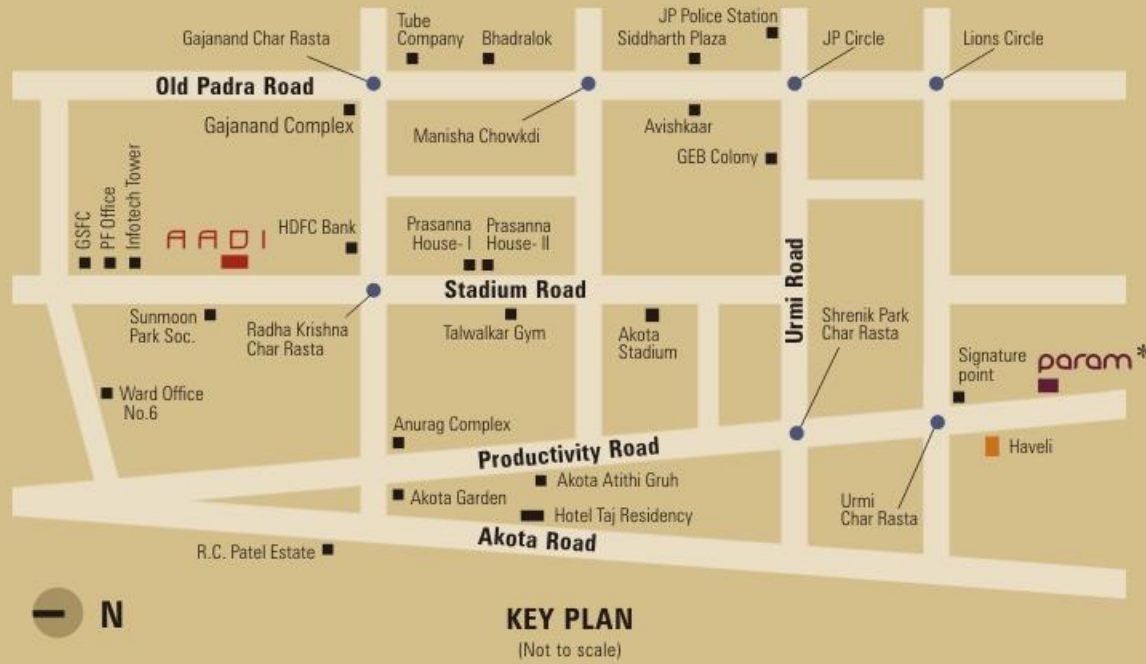 JP Police Station
Tube
Company
Gajanand Char Rasta
Bhadralok
Siddharth Plaza
JP Circle
Lions Circle
Old Padra Road
Gajanand Complex
Manisha Chowkdi
Avishkaar
GEB Colony
GSFC
PF Office
Infotech Tower
AADI
HDFC Bank
Prasanna
House- I
Prasanna
House- II
Urmi Road
Stadium Road
Sunmoon
Park Soc.
Radha Krishna
Char Rasta
Talwalkar Gym
Akota
Stadium
Shrenik Park
Char Rasta
Signature
point
param*
Ward Office
No.6
Anurag Complex
Productivity Road
Haveli
Akota Garden
Akota Atithi Gruh
Hotel Taj Residency
Urmi
Char Rasta
Akota Road
R.C. Patel Estate
N
KEY PLAN
(Not to scale)